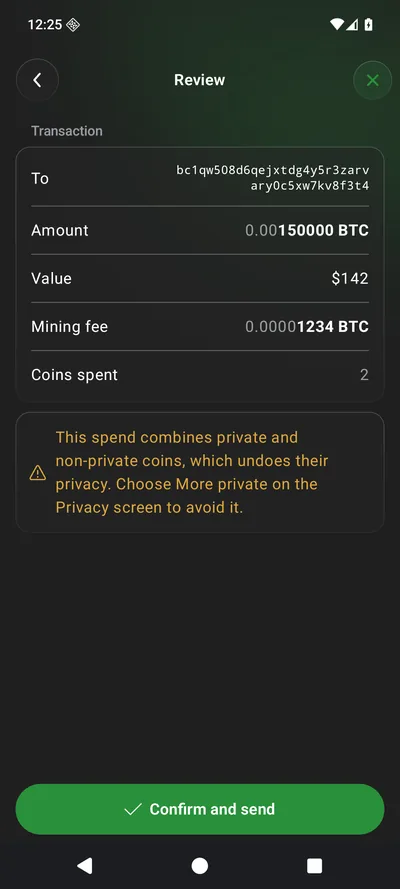 12:25
Review
Transaction
To
bc1qw508d6qejxtdg4y5r3zarv
ary0c5xw7kv8f3t4
Amount
0.00150000 BTC
Value
$142
Mining fee
0.00001234 BTC
Coins spent
2
This spend combines private and
non-private coins, which undoes their
privacy. Choose More private on the
Privacy screen to avoid it.
Confirm and send